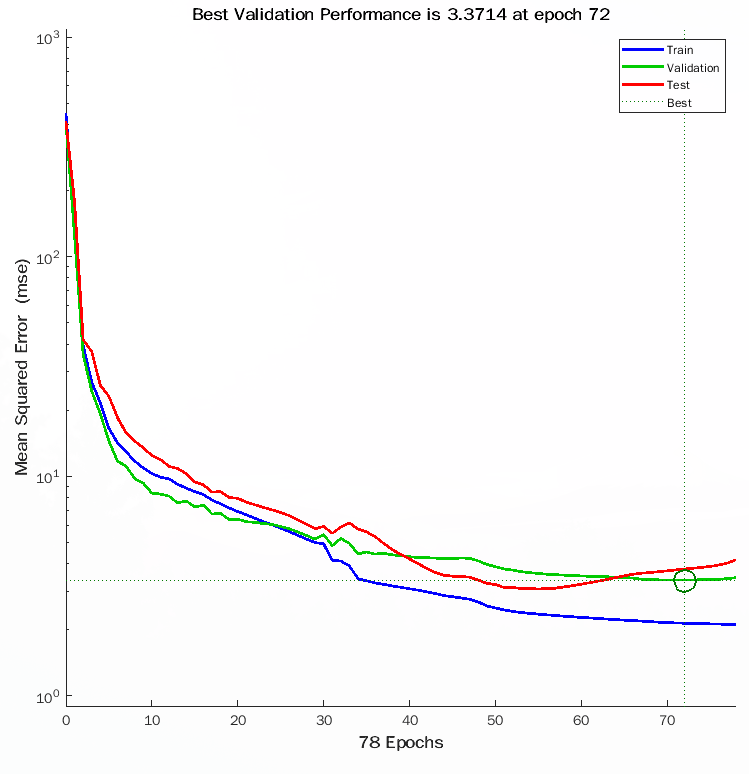 Best Validation Performance is 3.3714 at epoch 72
10³
Train
Validation
Test
Best
10²
Mean Squared Error (mse)
10¹
10⁰
0 10 20 30 40 50 60 70
78 Epochs